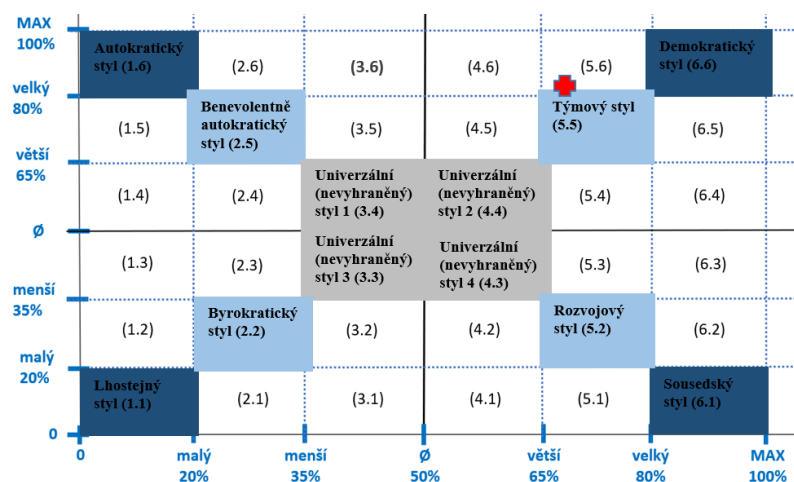 MAX
100%
Autokratický
styl (1.6)
(2.6)
(3.6)
(4.6)
(5.6)
Demokratický
styl (6.6)
velký
80%
(1.5)
Benevolentně
autokratický
styl (2.5)
(3.5)
(4.5)
Týmový styl
(5.5)
(6.5)
větší
65%
(1.4)
(2.4)
Univerzální
(nevyhraněný)
styl 1 (3.4)
Univerzální
(nevyhraněný)
styl 2 (4.4)
(5.4)
(6.4)
Ø
(1.3)
(2.3)
Univerzální
(nevyhraněný)
styl 3 (3.3)
Univerzální
(nevyhraněný)
styl 4 (4.3)
(5.3)
(6.3)
menší
35%
(1.2)
Byrokratický
styl (2.2)
(3.2)
(4.2)
Rozvojový
styl (5.2)
(6.2)
malý
20%
Lhostejný
styl (1.1)
(2.1)
(3.1)
(4.1)
(5.1)
Sousedský
styl (6.1)
0
0
malý
20%
menší
35%
Ø
50%
větší
65%
velký
80%
MAX
100%